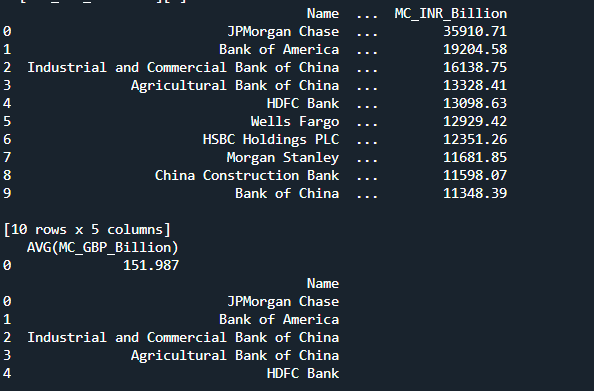 Name ... MC_INR_Billion
0 JPMorgan Chase ... 35910.71
1 Bank of America ... 19204.58
2 Industrial and Commercial Bank of China ... 16138.75
3 Agricultural Bank of China ... 13328.41
4 HDFC Bank ... 13098.63
5 Wells Fargo ... 12929.42
6 HSBC Holdings PLC ... 12351.26
7 Morgan Stanley ... 11681.85
8 China Construction Bank ... 11598.07
9 Bank of China ... 11348.39
[10 rows x 5 columns]
AVG(MC_GBP_Billion)
0 151.987
Name
0 JPMorgan Chase
1 Bank of America
2 Industrial and Commercial Bank of China
3 Agricultural Bank of China
4 HDFC Bank